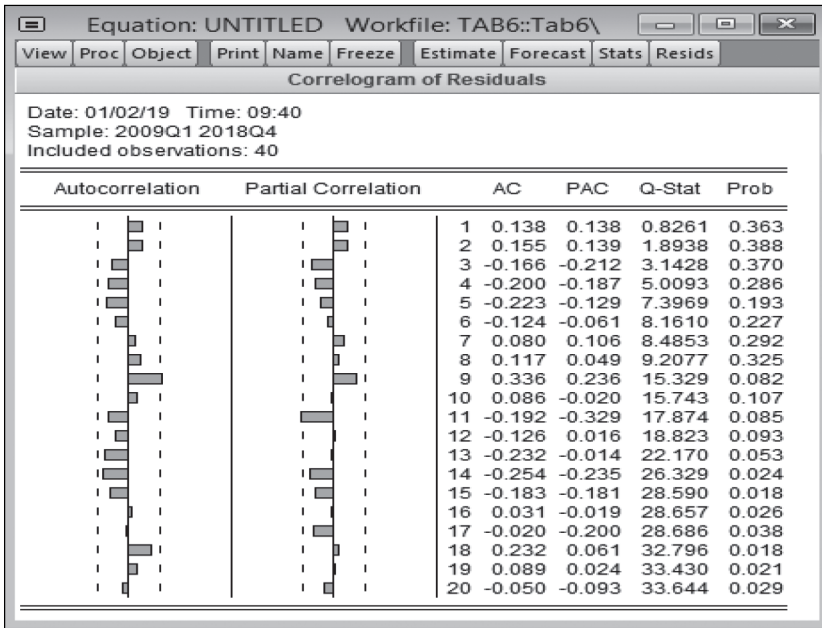 Equation: UNTITLED Workfile: TAB6::Tab6\
View Proc Object Print Name Freeze Estimate Forecast Stats Resids
Correlogram of Residuals
Date: 01/02/19 Time: 09:40
Sample: 2009Q1 2018Q4
Included observations: 40
Autocorrelation Partial Correlation AC PAC Q-Stat Prob
1 0.138 0.138 0.8261 0.363
2 0.155 0.139 1.8938 0.388
3 -0.166 -0.212 3.1428 0.370
4 -0.200 -0.187 5.0093 0.286
5 -0.223 -0.129 7.3969 0.193
6 -0.124 -0.061 8.1610 0.227
7 0.080 0.106 8.4853 0.292
8 0.117 0.049 9.2077 0.325
9 0.336 0.236 15.329 0.082
10 0.086 -0.020 15.743 0.107
11 -0.192 -0.329 17.874 0.085
12 -0.126 0.016 18.823 0.093
13 -0.232 -0.014 22.170 0.053
14 -0.254 -0.235 26.329 0.024
15 -0.183 -0.181 28.590 0.018
16 0.031 -0.019 28.657 0.026
17 -0.020 -0.200 28.686 0.038
18 0.232 0.061 32.796 0.018
19 0.089 0.024 33.430 0.021
20 -0.050 -0.093 33.644 0.029